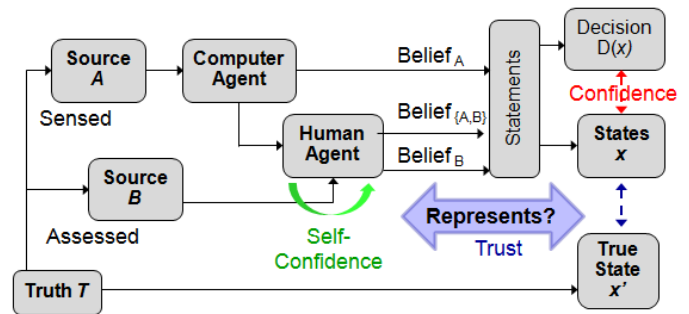 Source
A
Sensed
Computer
Agent
Belief A
Statements
Decision
D(x)
Confidence
Human
Agent
Belief {A,B}
Belief B
States
x
Source
B
Assessed
Self-
Confidence
Represents?
Trust
True
State
x'
Truth T